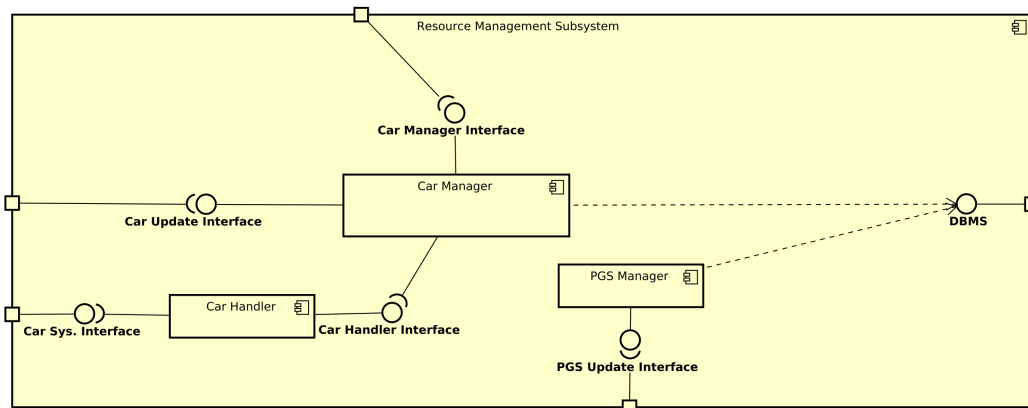 Resource Management Subsystem
Car Manager Interface
Car Manager
Car Update Interface
DBMS
PGS Manager
Car Handler
Car Sys. Interface
Car Handler Interface
PGS Update Interface